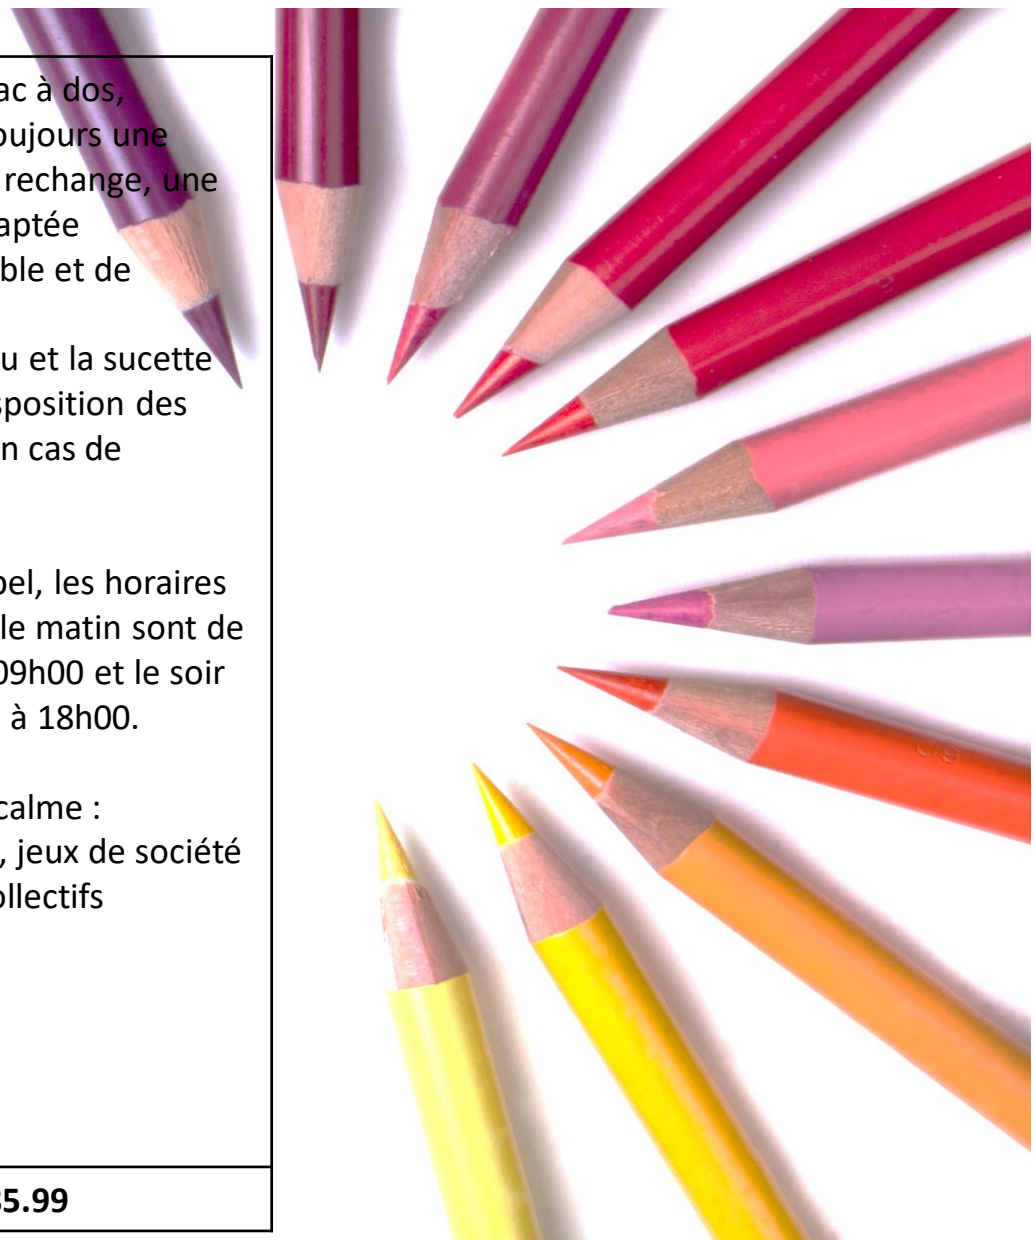 ac à dos,
oujours une
rechange, une
aptée
ble et de
u et la sucette
sposition des
n cas de
pel, les horaires
le matin sont de
09h00 et le soir
à 18h00.
calme :
, jeux de société
ollectifs
5.99